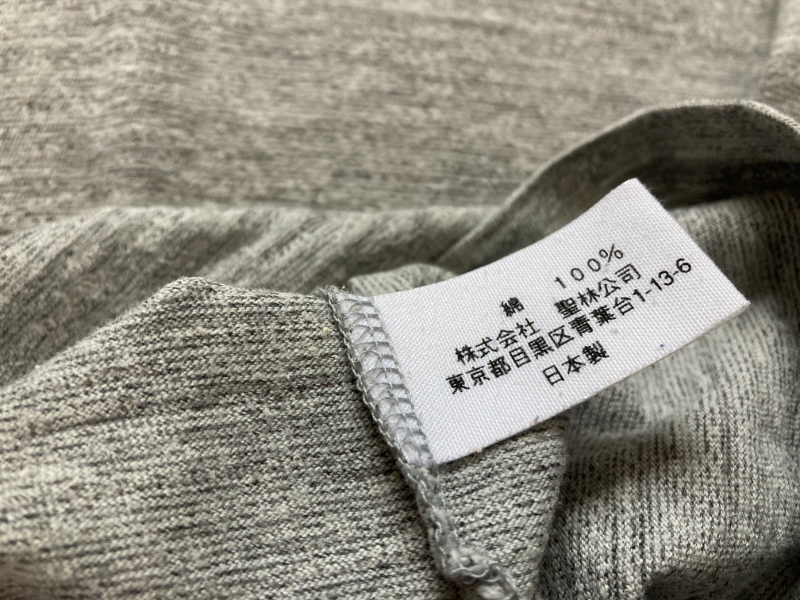 綿 100%
株式会社 聖林公司
東京都目黒区青葉台1-13-6
日本製